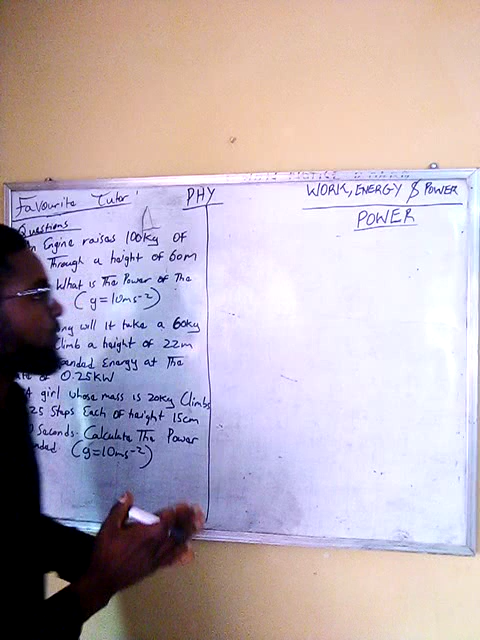 Favourite Tutor
PHY
WORK, ENERGY & POWER
POWER
Questions
Engine raises 100kg of
Through a height of 60m
What is The Power of The
(g=10ms-2)
will it take a 60kg
Climb a height of 22m
Energy at The
0.25KW
A girl whose mass is 20kg Climbs
25 Steps Each of height 15cm
Seconds. Calculate The Power
(g=10ms-2)